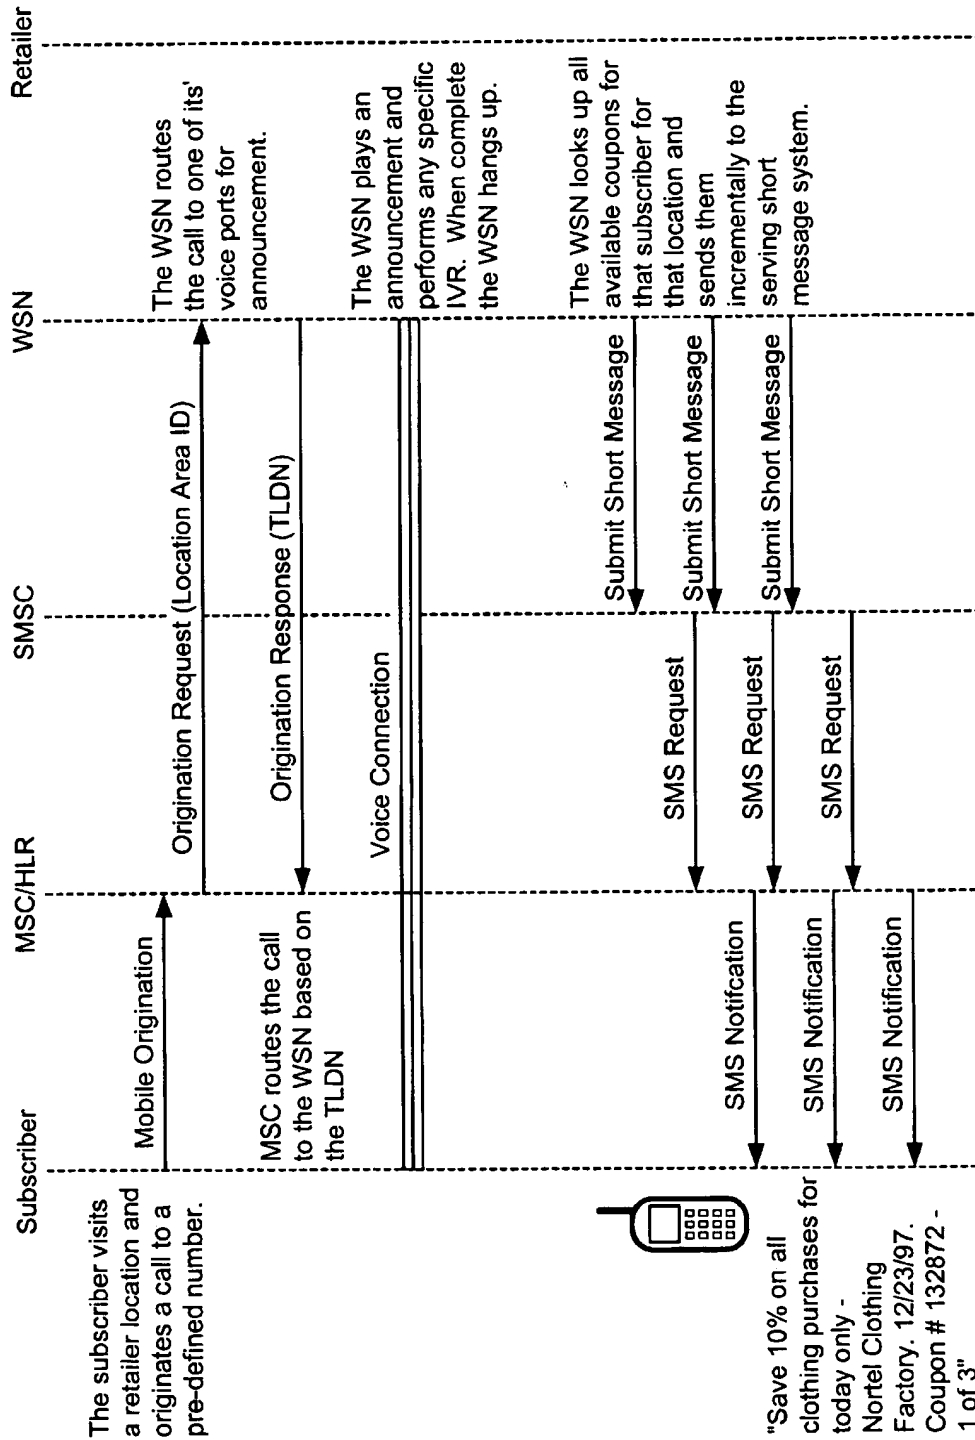 Subscriber
MSC/HLR
SMSC
WSN
Retailer
The subscriber visits
a retailer location and
originates a call to a
pre-defined number.
Mobile Origination
Origination Request (Location Area ID)
The WSN routes
the call to one of its'
voice ports for
announcement.
MSC routes the call
to the WSN based on
the TLDN
Origination Response (TLDN)
Voice Connection
The WSN plays an
announcement and
performs any specific
IVR. When complete
the WSN hangs up.
The WSN looks up all
available coupons for
that subscriber for
that location and
sends them
incrementally to the
serving short
message system.
Submit Short Message
Submit Short Message
Submit Short Message
SMS Request
SMS Request
SMS Request
SMS Notifcation
SMS Notification
SMS Notification
"Save 10% on all
clothing purchases for
today only -
Nortel Clothing
Factory. 12/23/97.
Coupon # 132872 -
1 of 3"